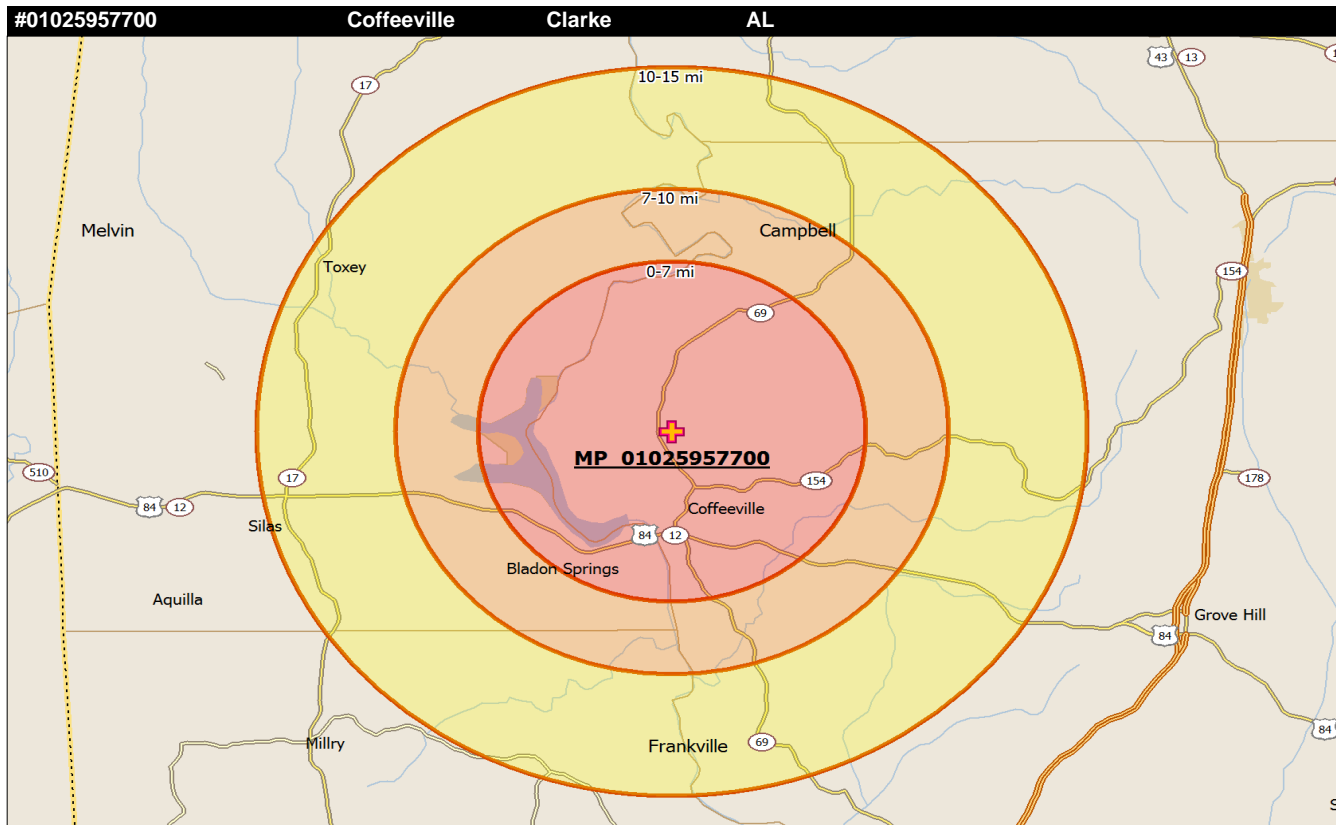 #01025957700 Coffeeville Clarke AL
10-15 mi
43 13
17
7-10 mi
Melvin
Campbell
Toxey
0-7 mi
154
69
MP 01025957700
510
17
154
178
84 12
Coffeeville
Silas
84 12
Bladon Springs
Aquilla
Grove Hill
84
84
Millry
Frankville
69